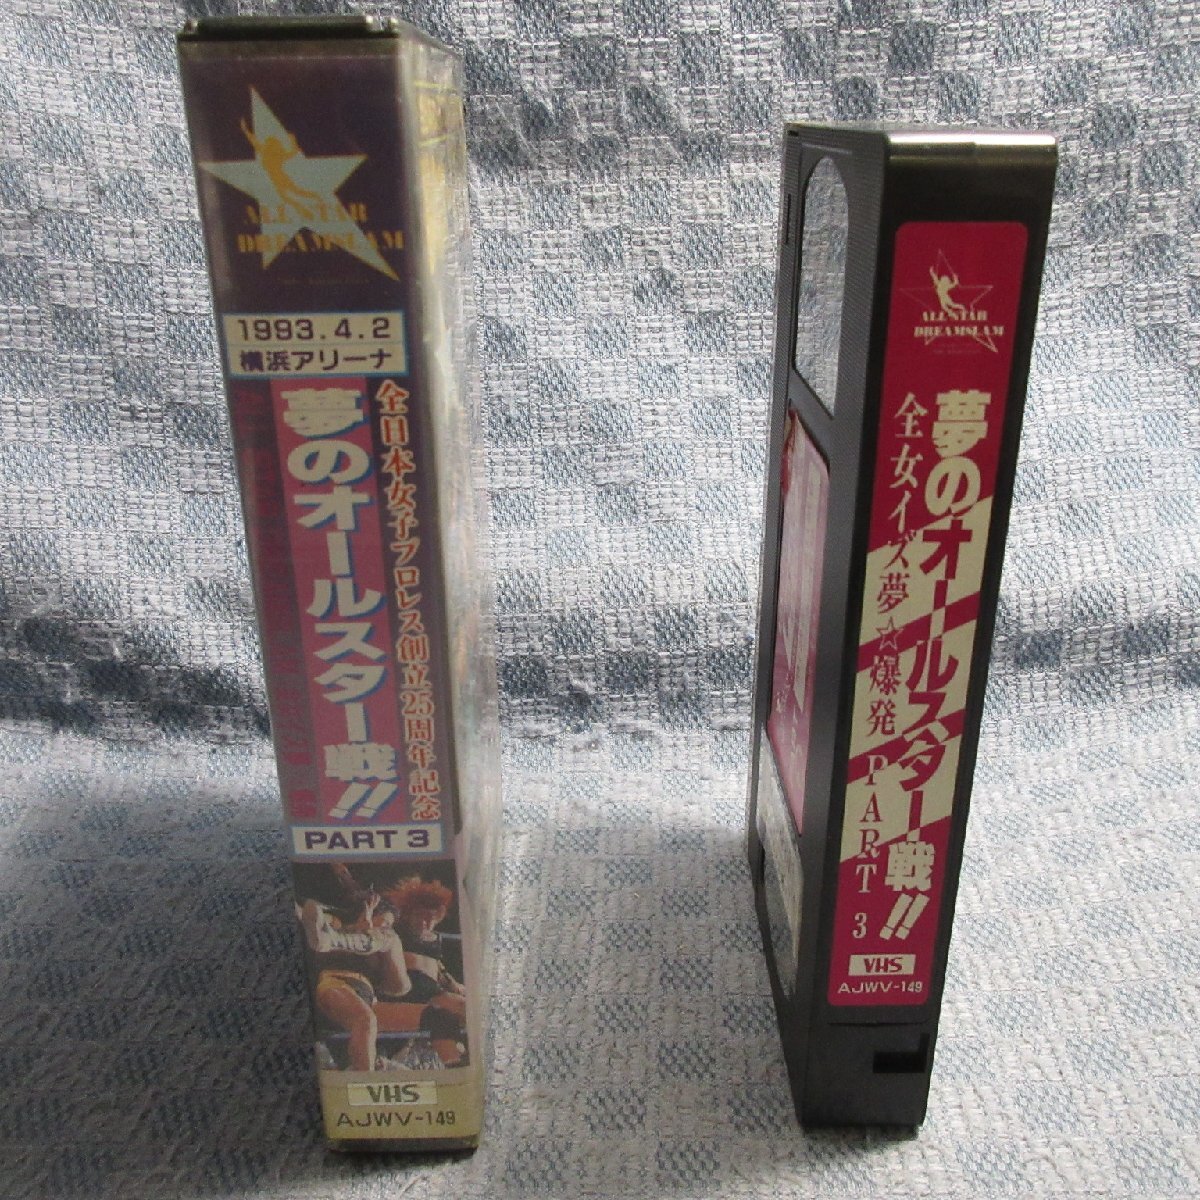 ALL STAR
DREAMSLAM
1993.4.2
横浜アリーナ
全日本女子プロレス創立25周年記念
夢のオールスター戦!!
PART 3
VHS
AJWV-149
ALL STAR
DREAMSLAM
夢のオールスター戦!!
全女イズ夢☆爆発 PART 3
VHS
AJWV-149